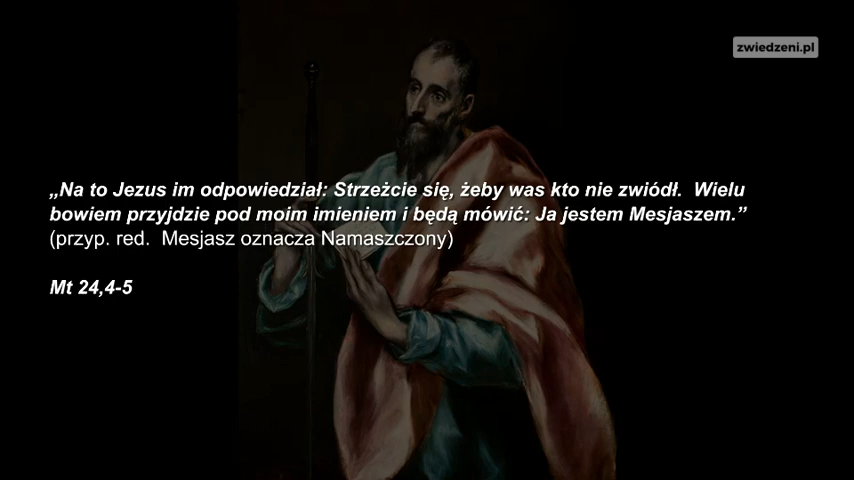 zwiedzeni.pl
„Na to Jezus im odpowiedział: Strzeżcie się, żeby was kto nie zwiódł.  Wielu
bowiem przyjdzie pod moim imieniem i będą mówić: Ja jestem Mesjaszem.”
(przyp. red.  Mesjasz oznacza Namaszczony)
Mt 24,4-5